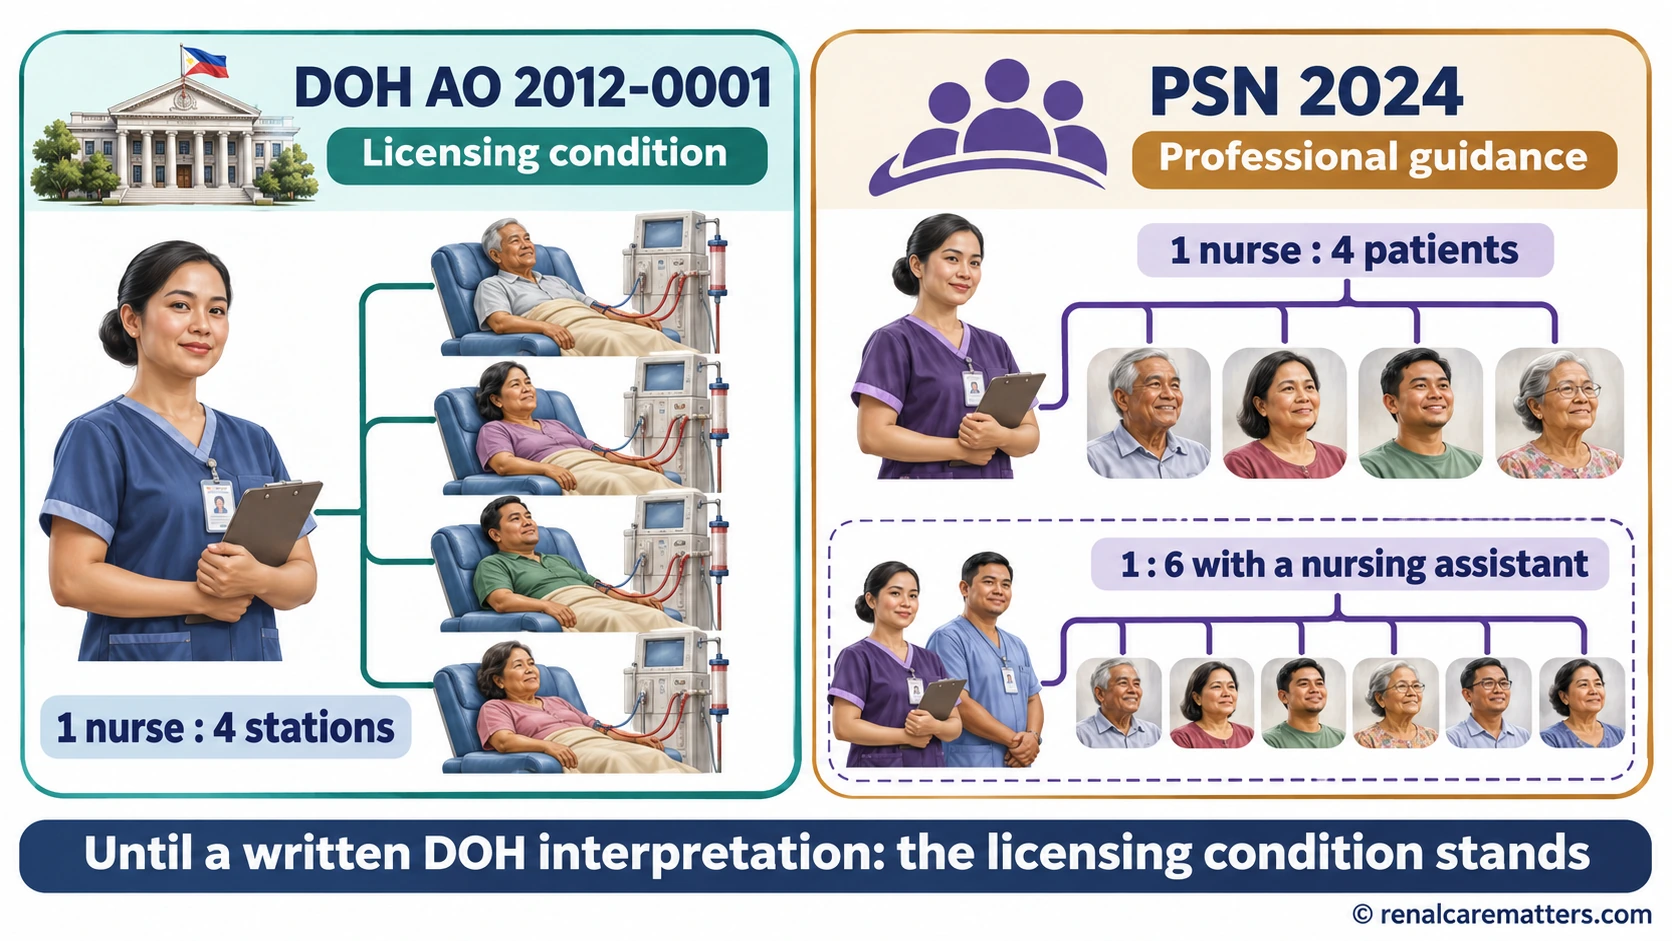 DOH AO 2012-0001
Licensing condition
1 nurse : 4 stations
PSN 2024
Professional guidance
1 nurse : 4 patients
1 : 6 with a nursing assistant
Until a written DOH interpretation: the licensing condition stands
© renalcarematters.com